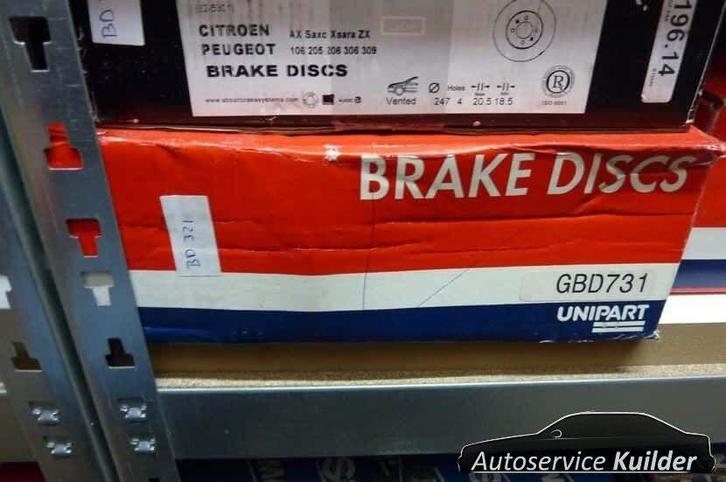 CITROEN AX Saxo Xsara ZX
PEUGEOT 106 205 206 306 309
BRAKE DISCS
Vented
Ø Holes
247 4 20.5 18.5
R
196.14
BD 321
BRAKE DISCS
GBD731
UNIPART
Autoservice Kuilder